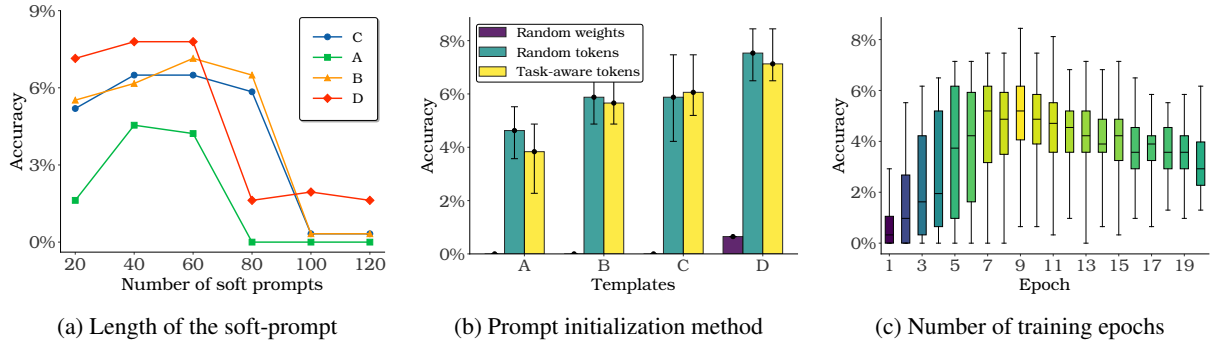 9%
6%
3%
0%
Accuracy
C
A
B
D
20 40 60 80 100 120
Number of soft prompts
(a) Length of the soft-prompt
8%
6%
4%
2%
0%
Accuracy
Random weights
Random tokens
Task-aware tokens
A B C D
Templates
(b) Prompt initialization method
8%
6%
4%
2%
0%
Accuracy
1 3 5 7 9 11 13 15 17 19
Epoch
(c) Number of training epochs